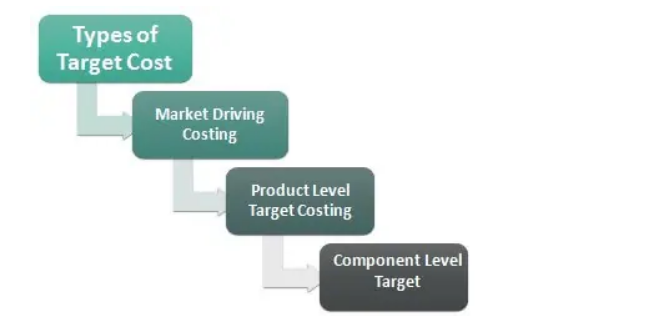 Types of
Target Cost
Market Driving
Costing
Product Level
Target Costing
Component Level
Target